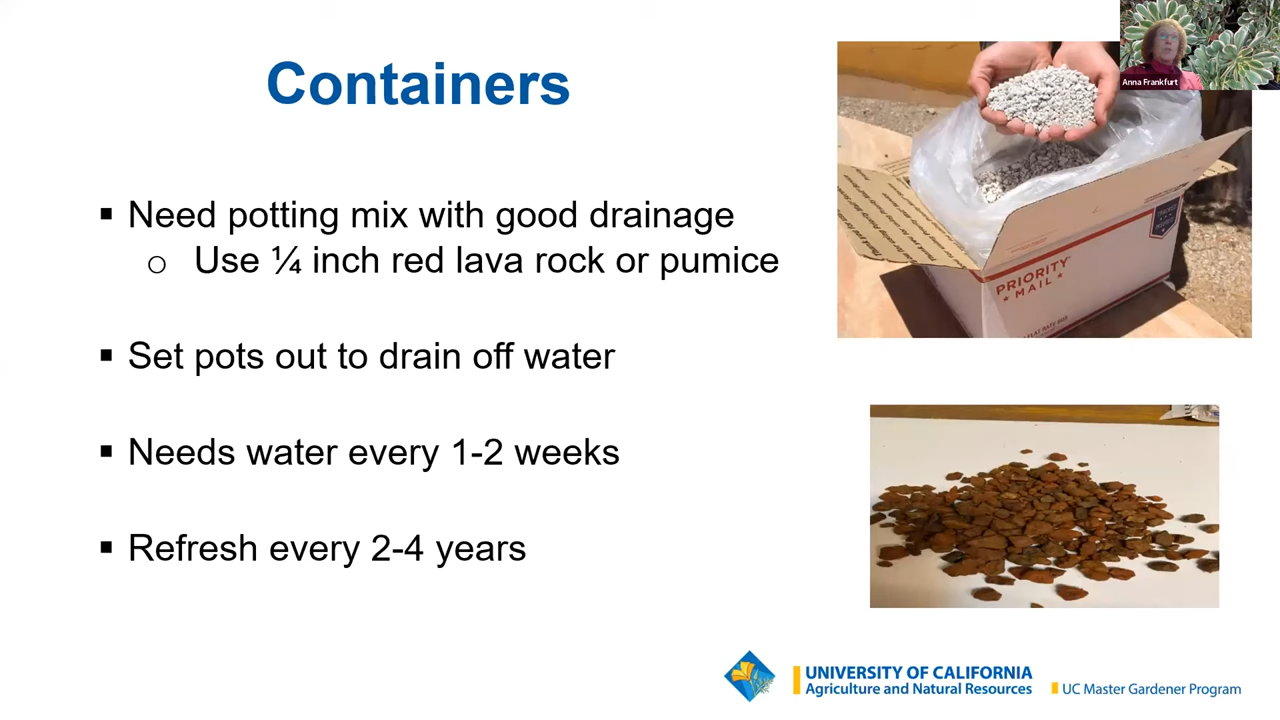 Containers
Anna Frankfurt
▪ Need potting mix with good drainage
o Use ¼ inch red lava rock or pumice
PRIORITY
★ MAIL ★
▪ Set pots out to drain off water
▪ Needs water every 1-2 weeks
▪ Refresh every 2-4 years
UNIVERSITY OF CALIFORNIA
Agriculture and Natural Resources
UC Master Gardener Program